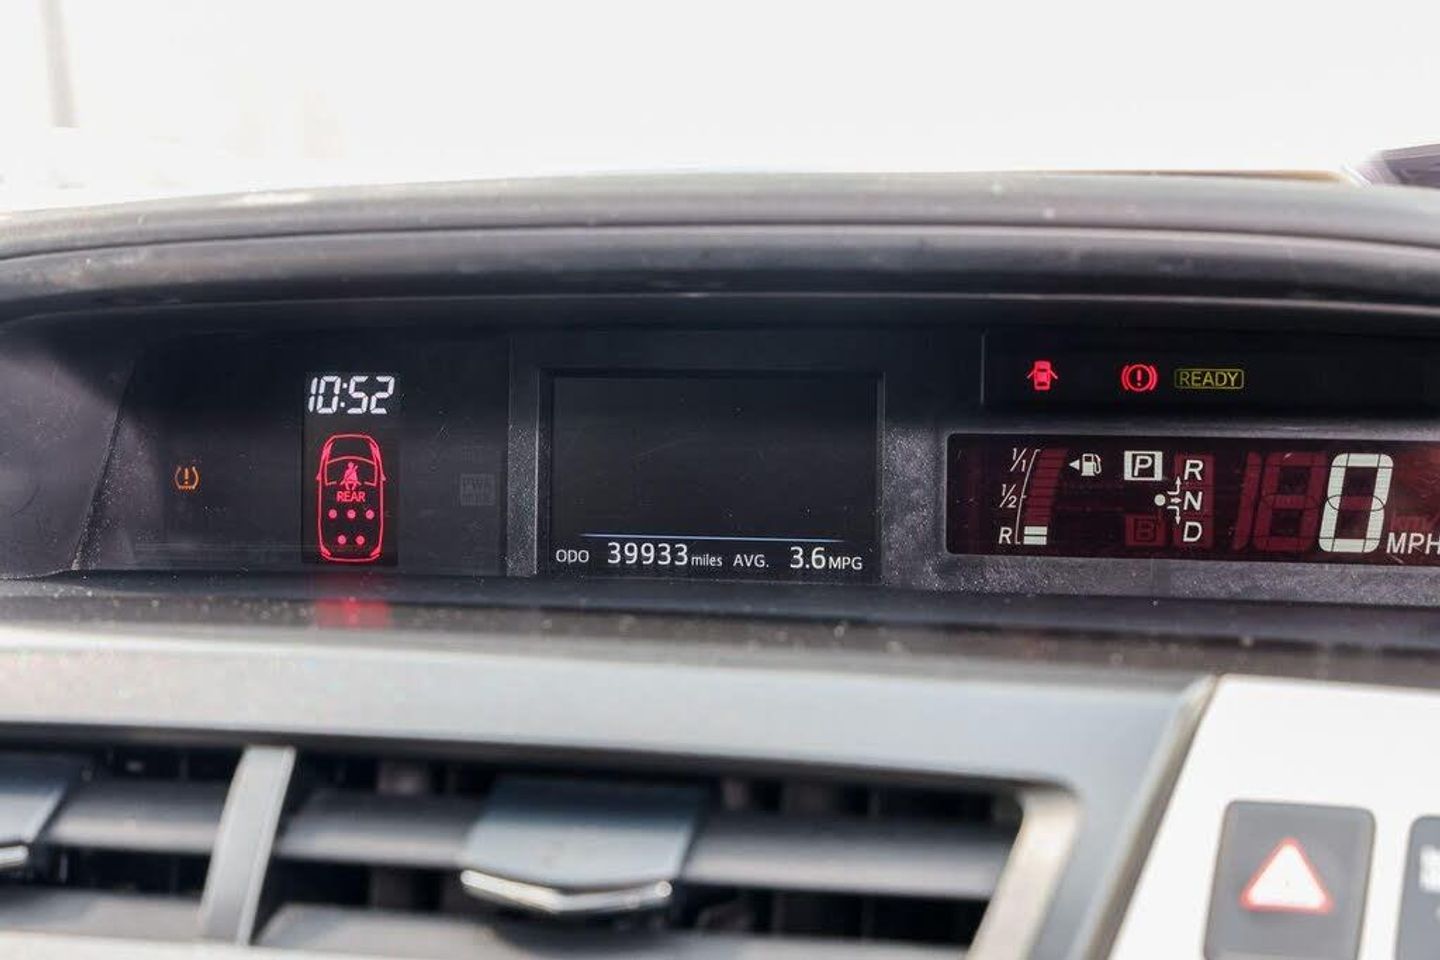 10:52
REAR
READY
1/1
1/2
R
P
R
N
D
B
0 MPH
ODO 39933 miles AVG. 3.6 MPG